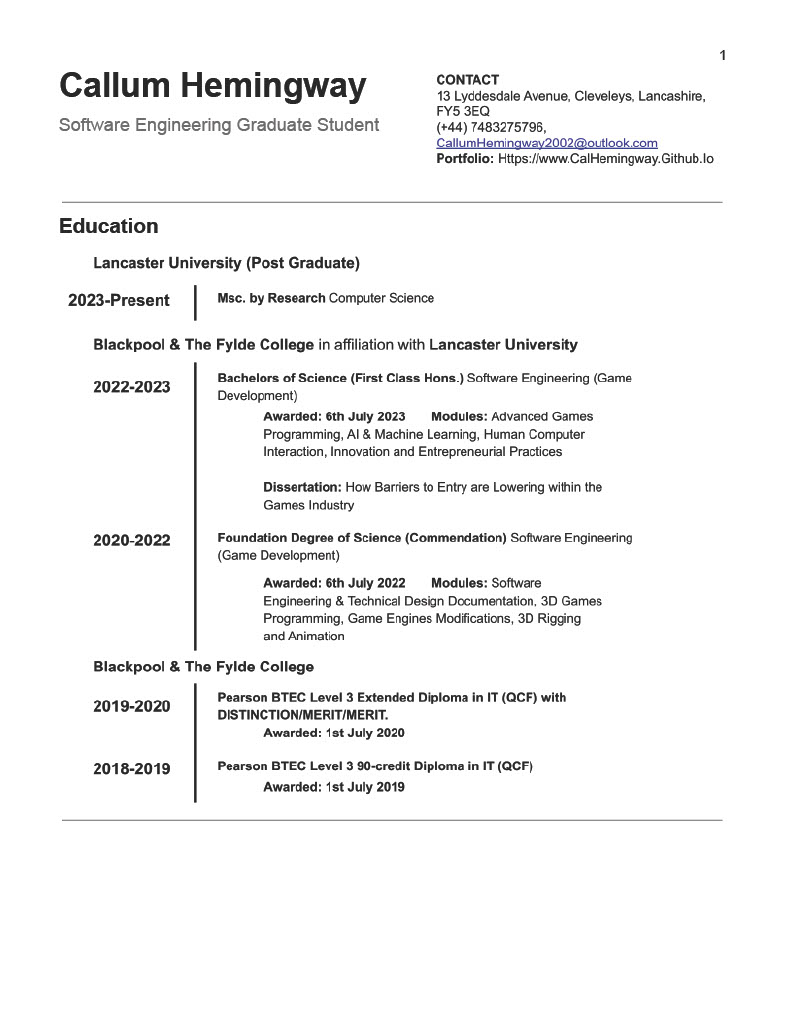 1
Callum Hemingway
Software Engineering Graduate Student
CONTACT
13 Lyddesdale Avenue, Cleveleys, Lancashire,
FY5 3EQ
(+44) 7483275796,
CallumHemingway2002@outlook.com
Portfolio: Https://www.CalHemingway.Github.Io
Education
Lancaster University (Post Graduate)
2023-Present
Msc. by Research Computer Science
Blackpool & The Fylde College in affiliation with Lancaster University
2022-2023
Bachelors of Science (First Class Hons.) Software Engineering (Game
Development)
Awarded: 6th July 2023 Modules: Advanced Games
Programming, AI & Machine Learning, Human Computer
Interaction, Innovation and Entrepreneurial Practices
Dissertation: How Barriers to Entry are Lowering within the
Games Industry
2020-2022
Foundation Degree of Science (Commendation) Software Engineering
(Game Development)
Awarded: 6th July 2022 Modules: Software
Engineering & Technical Design Documentation, 3D Games
Programming, Game Engines Modifications, 3D Rigging
and Animation
Blackpool & The Fylde College
2019-2020
Pearson BTEC Level 3 Extended Diploma in IT (QCF) with
DISTINCTION/MERIT/MERIT.
Awarded: 1st July 2020
2018-2019
Pearson BTEC Level 3 90-credit Diploma in IT (QCF)
Awarded: 1st July 2019